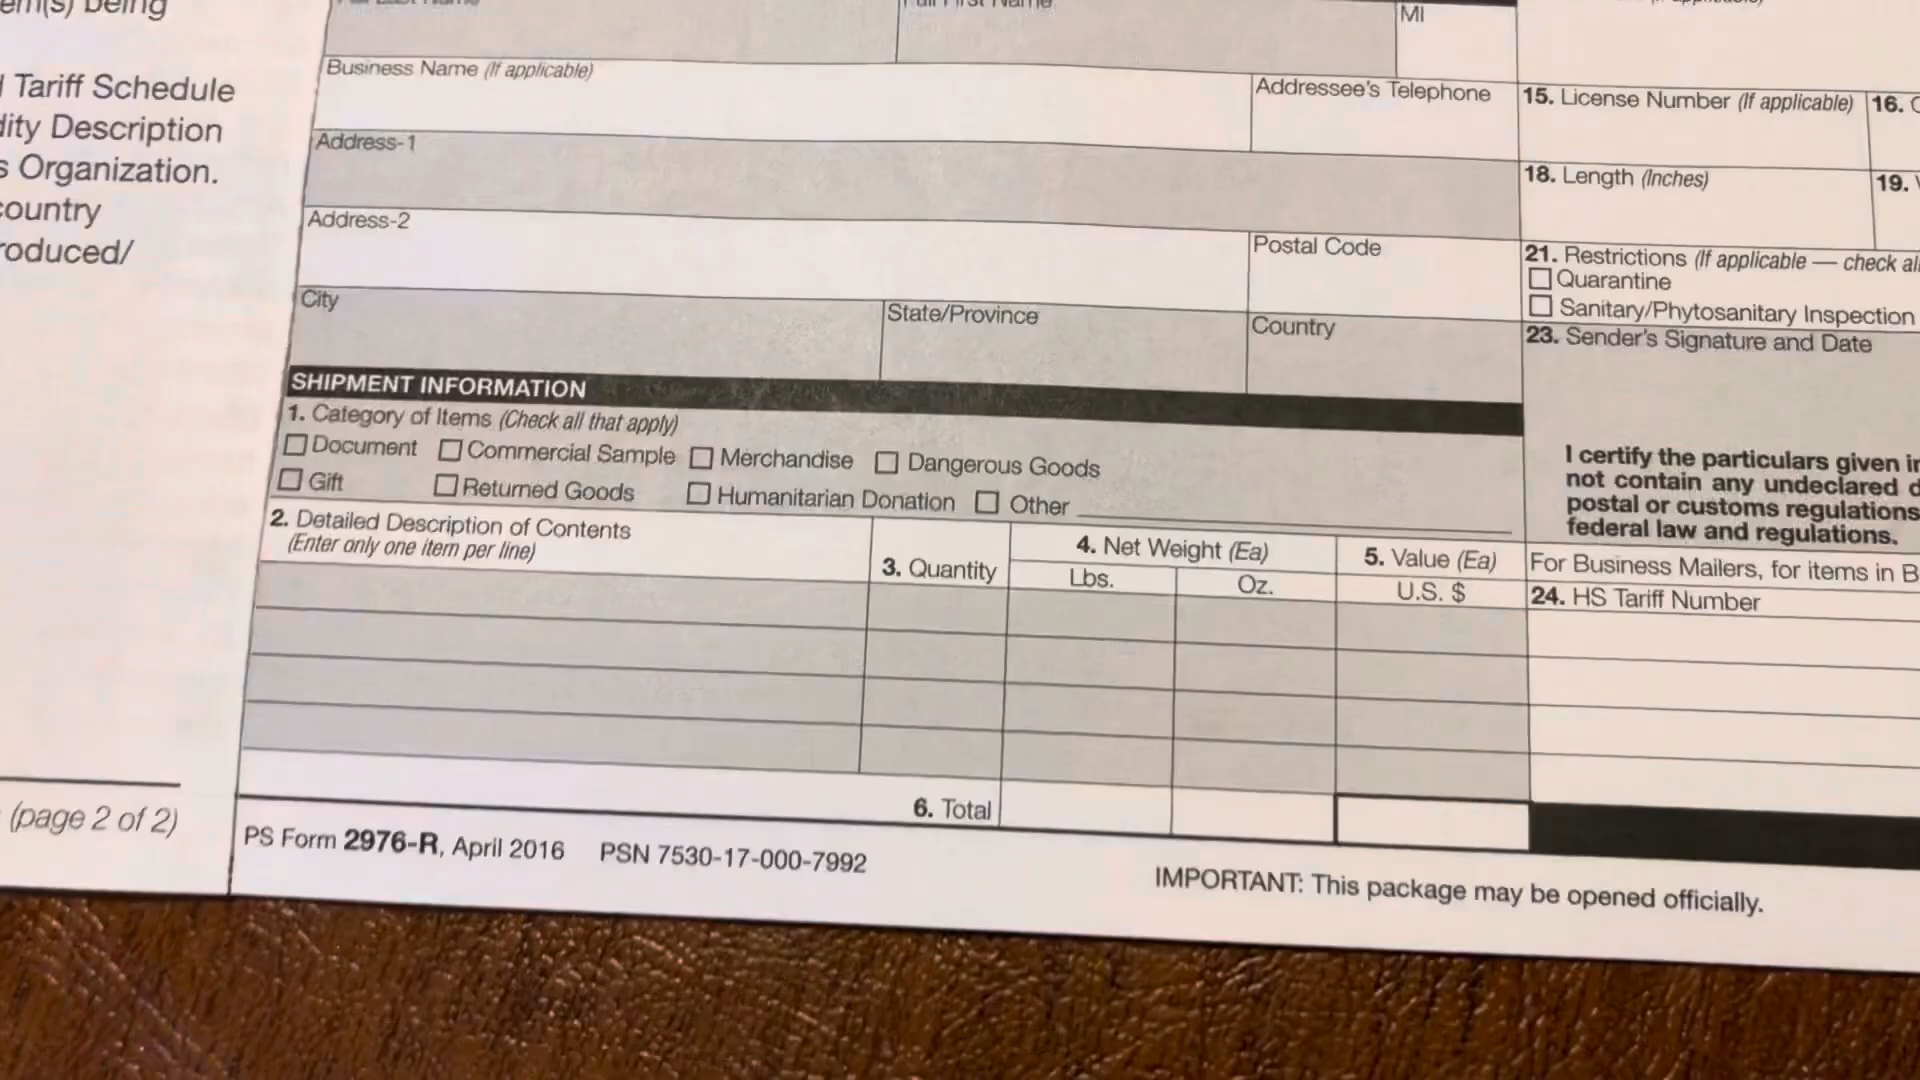 being
Tariff Schedule
Description
Organization.
(page 2 of 2)
MI
Business Name (If applicable)
Addressee's Telephone
Address-1
Address-2
Postal Code
City
State/Province
Country
SHIPMENT INFORMATION
1. Category of Items (Check all that apply)
Document Commercial Sample Merchandise Dangerous Goods
Gift Returned Goods Humanitarian Donation Other
2. Detailed Description of Contents
(Enter only one item per line)
3. Quantity
4. Net Weight (Ea)
Lbs. Oz.
5. Value (Ea)
U.S. $
6. Total
15. License Number (If applicable) 16.
18. Length (Inches) 19.
21. Restrictions (If applicable — check
Quarantine
Sanitary/Phytosanitary Inspection
23. Sender's Signature and Date
I certify the particulars given
not contain any undeclared
postal or customs regulations
federal law and regulations.
For Business Mailers, for items in
24. HS Tariff Number
PS Form 2976-R, April 2016 PSN 7530-17-000-7992
IMPORTANT: This package may be opened officially.